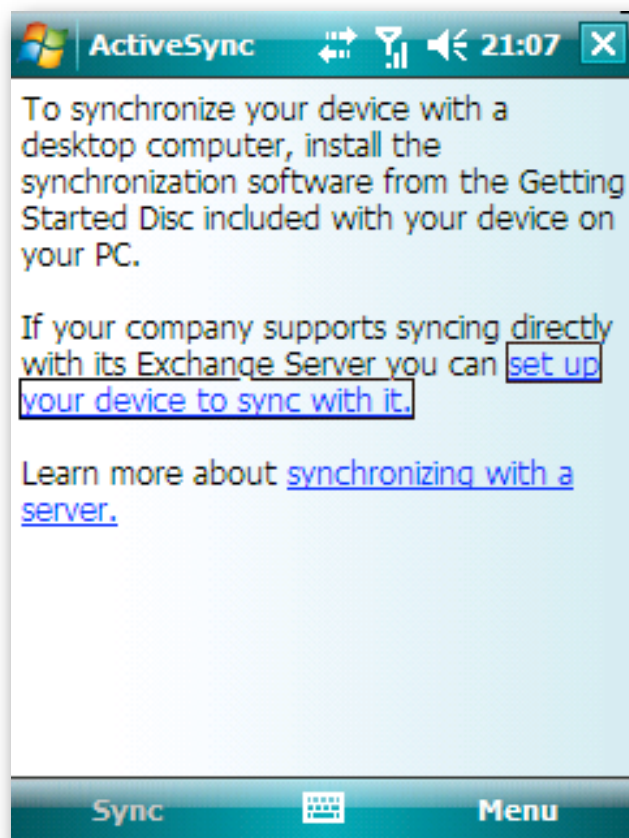 ActiveSync 21:07
To synchronize your device with a
desktop computer, install the
synchronization software from the Getting
Started Disc included with your device on
your PC.
If your company supports syncing directly
with its Exchange Server you can set up
your device to sync with it.
Learn more about synchronizing with a
server.
Sync Menu